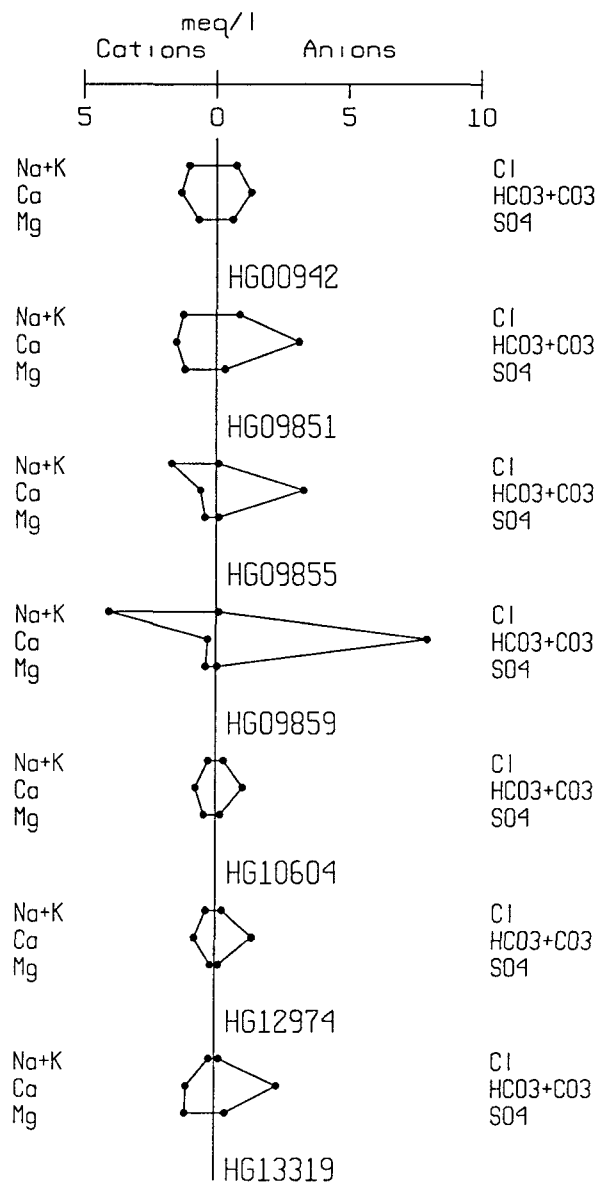 meq/l
Cations Anions
5 0 5 10
Na+K Cl
Ca HCO3+CO3
Mg SO4
HG00942
Na+K Cl
Ca HCO3+CO3
Mg SO4
HG09851
Na+K Cl
Ca HCO3+CO3
Mg SO4
HG09855
Na+K Cl
Ca HCO3+CO3
Mg SO4
HG09859
Na+K Cl
Ca HCO3+CO3
Mg SO4
HG10604
Na+K Cl
Ca HCO3+CO3
Mg SO4
HG12974
Na+K Cl
Ca HCO3+CO3
Mg SO4
HG13319